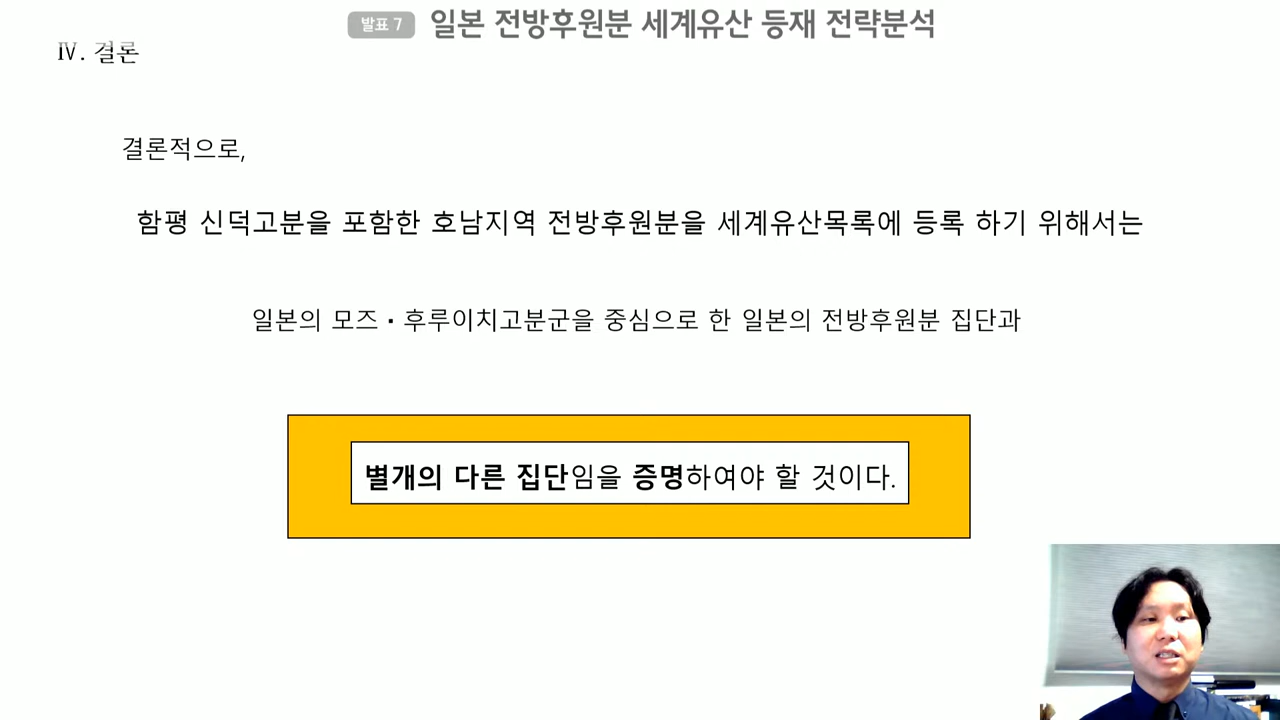 발표 7 일본 전방후원분 세계유산 등재 전략분석
Ⅳ. 결론
결론적으로,
함평 신덕고분을 포함한 호남지역 전방후원분을 세계유산목록에 등록 하기 위해서는
일본의 모즈・후루이치고분군을 중심으로 한 일본의 전방후원분 집단과
별개의 다른 집단임을 증명하여야 할 것이다.